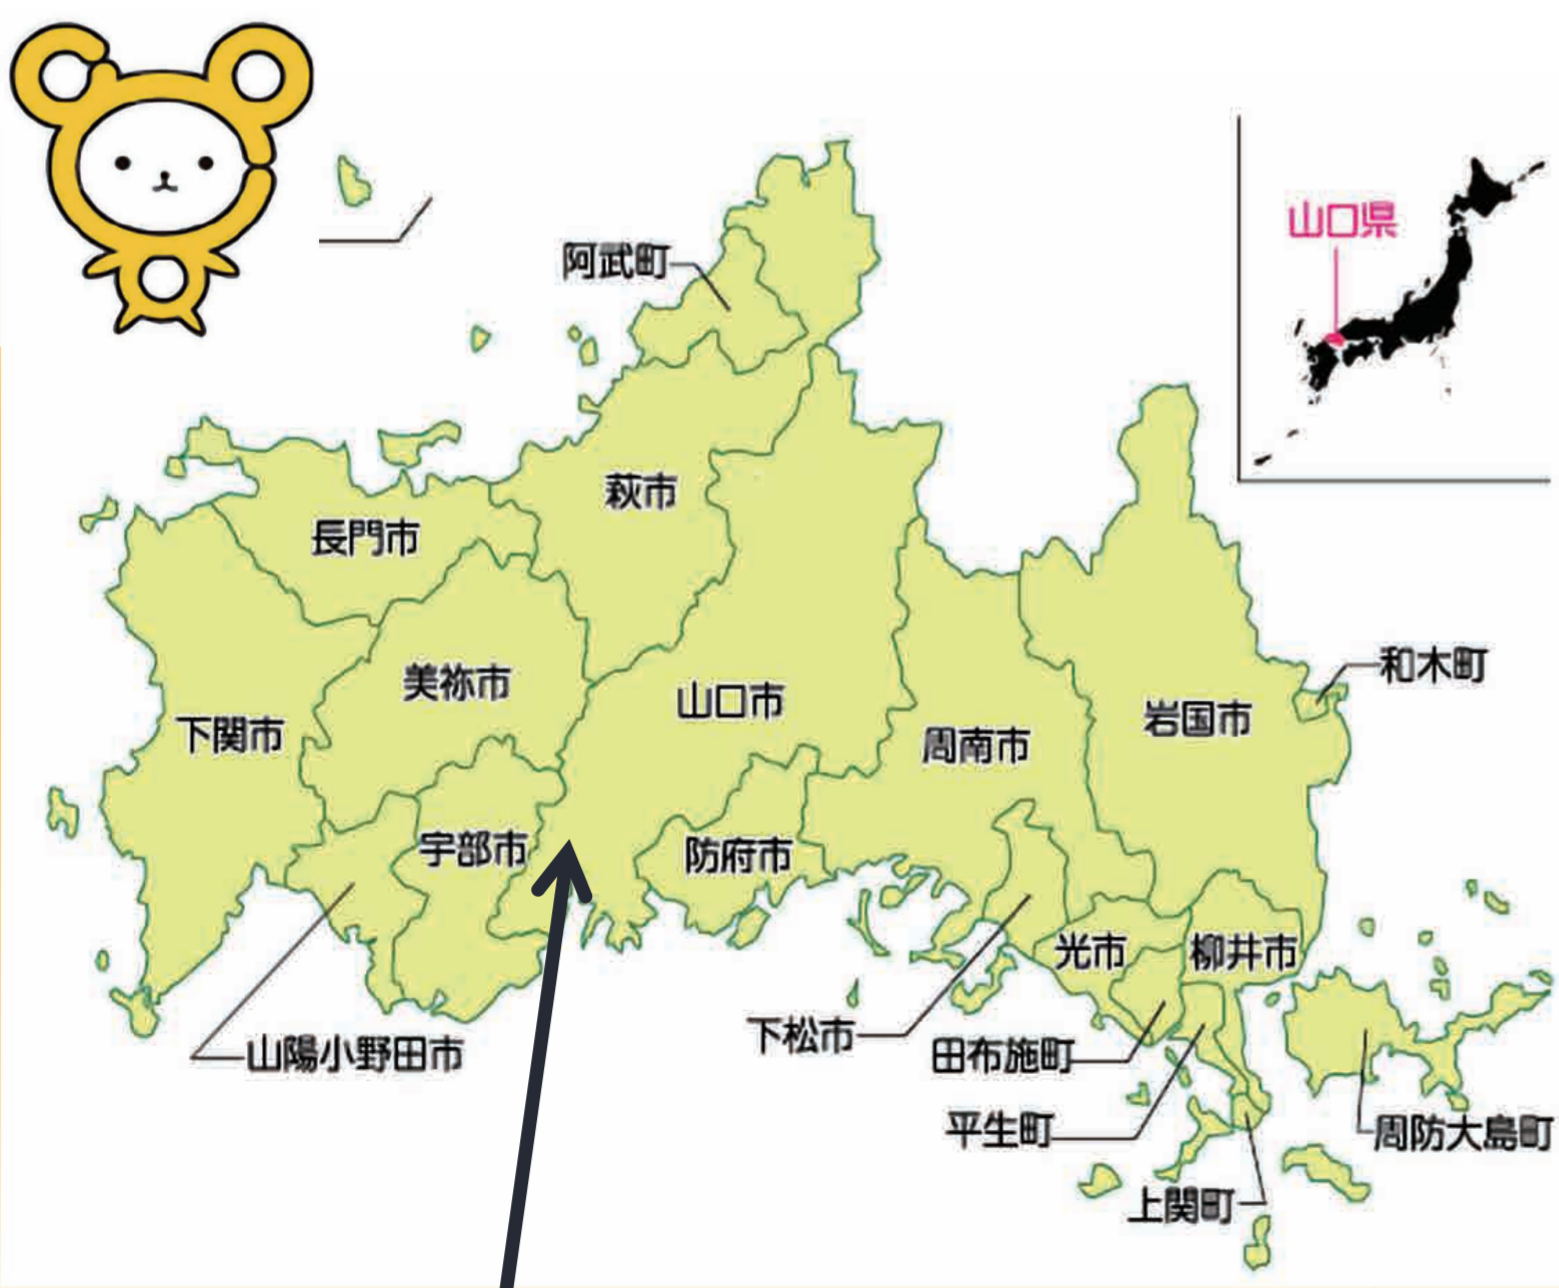 山口県
阿武町
萩市
長門市
和木町
美祢市
山口市
岩国市
下関市
周南市
宇部市
防府市
光市
柳井市
下松市
山陽小野田市
田布施町
平生町
周防大島町
上関町